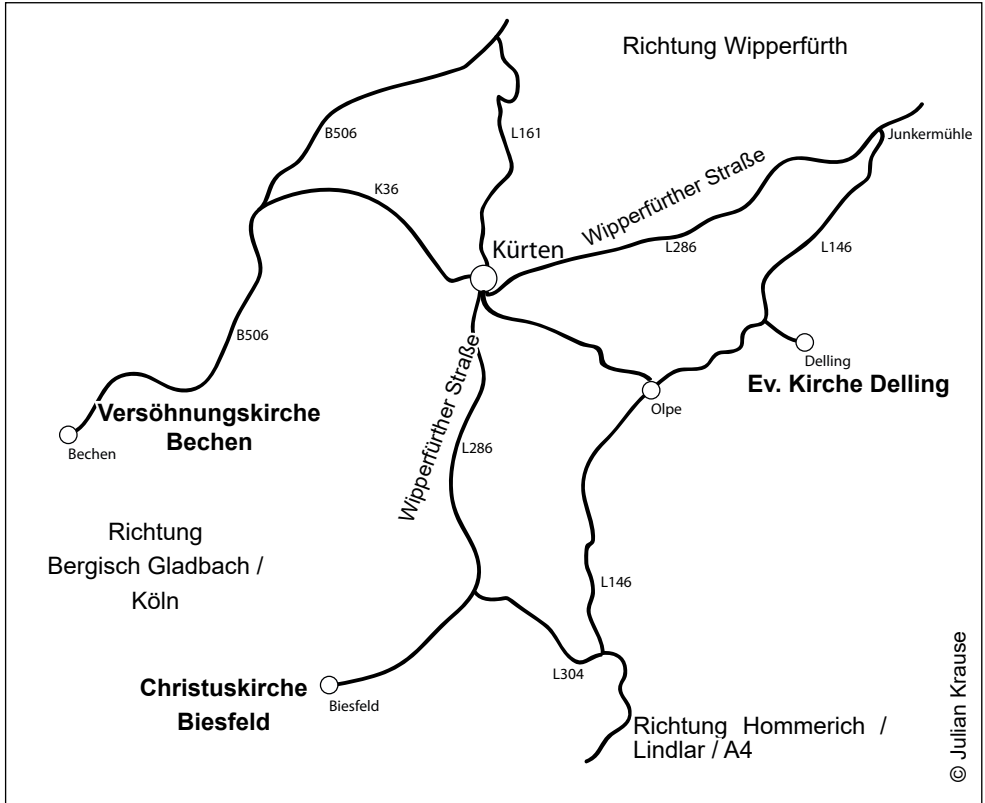 Richtung Wipperfürth
B506
L161
Junkermühle
K36
Wipperfürther Straße
Kürten
L286
L146
B506
Delling
Ev. Kirche Delling
Wipperfürther Straße
Olpe
Versöhnungskirche
Bechen
Bechen
L286
Richtung
Bergisch Gladbach /
Köln
L146
L304
Christuskirche
Biesfeld
Biesfeld
Richtung Hommerich /
Lindlar / A4
© Julian Krause